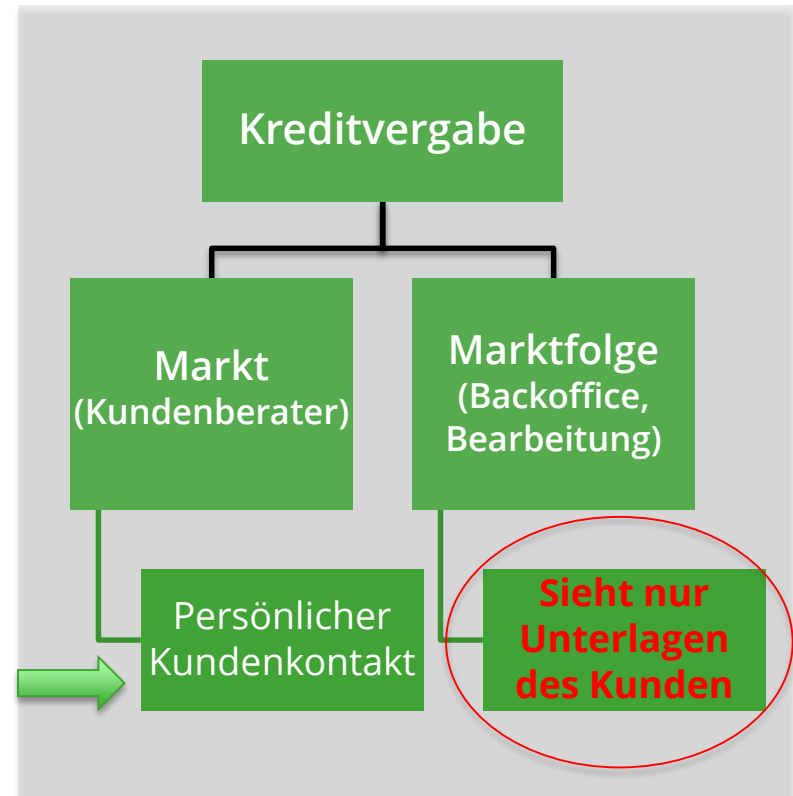 Kreditvergabe
Markt
(Kundenberater)
Marktfolge
(Backoffice,
Bearbeitung)
Persönlicher
Kundenkontakt
Sieht nur
Unterlagen
des Kunden